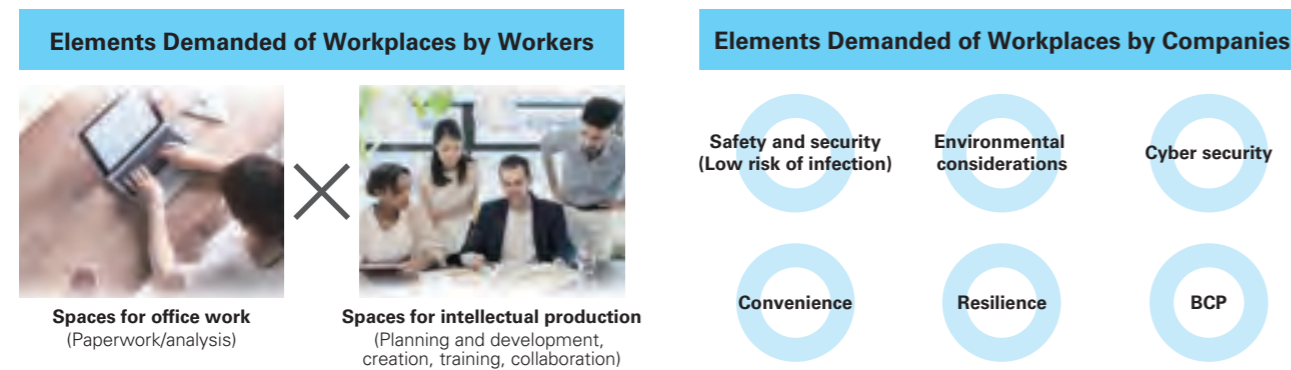 Elements Demanded of Workplaces by Workers
Spaces for office work
(Paperwork/analysis)
Spaces for intellectual production
(Planning and development,
creation, training, collaboration)
Elements Demanded of Workplaces by Companies
Safety and security
(Low risk of infection)
Environmental
considerations
Cyber security
Convenience
Resilience
BCP